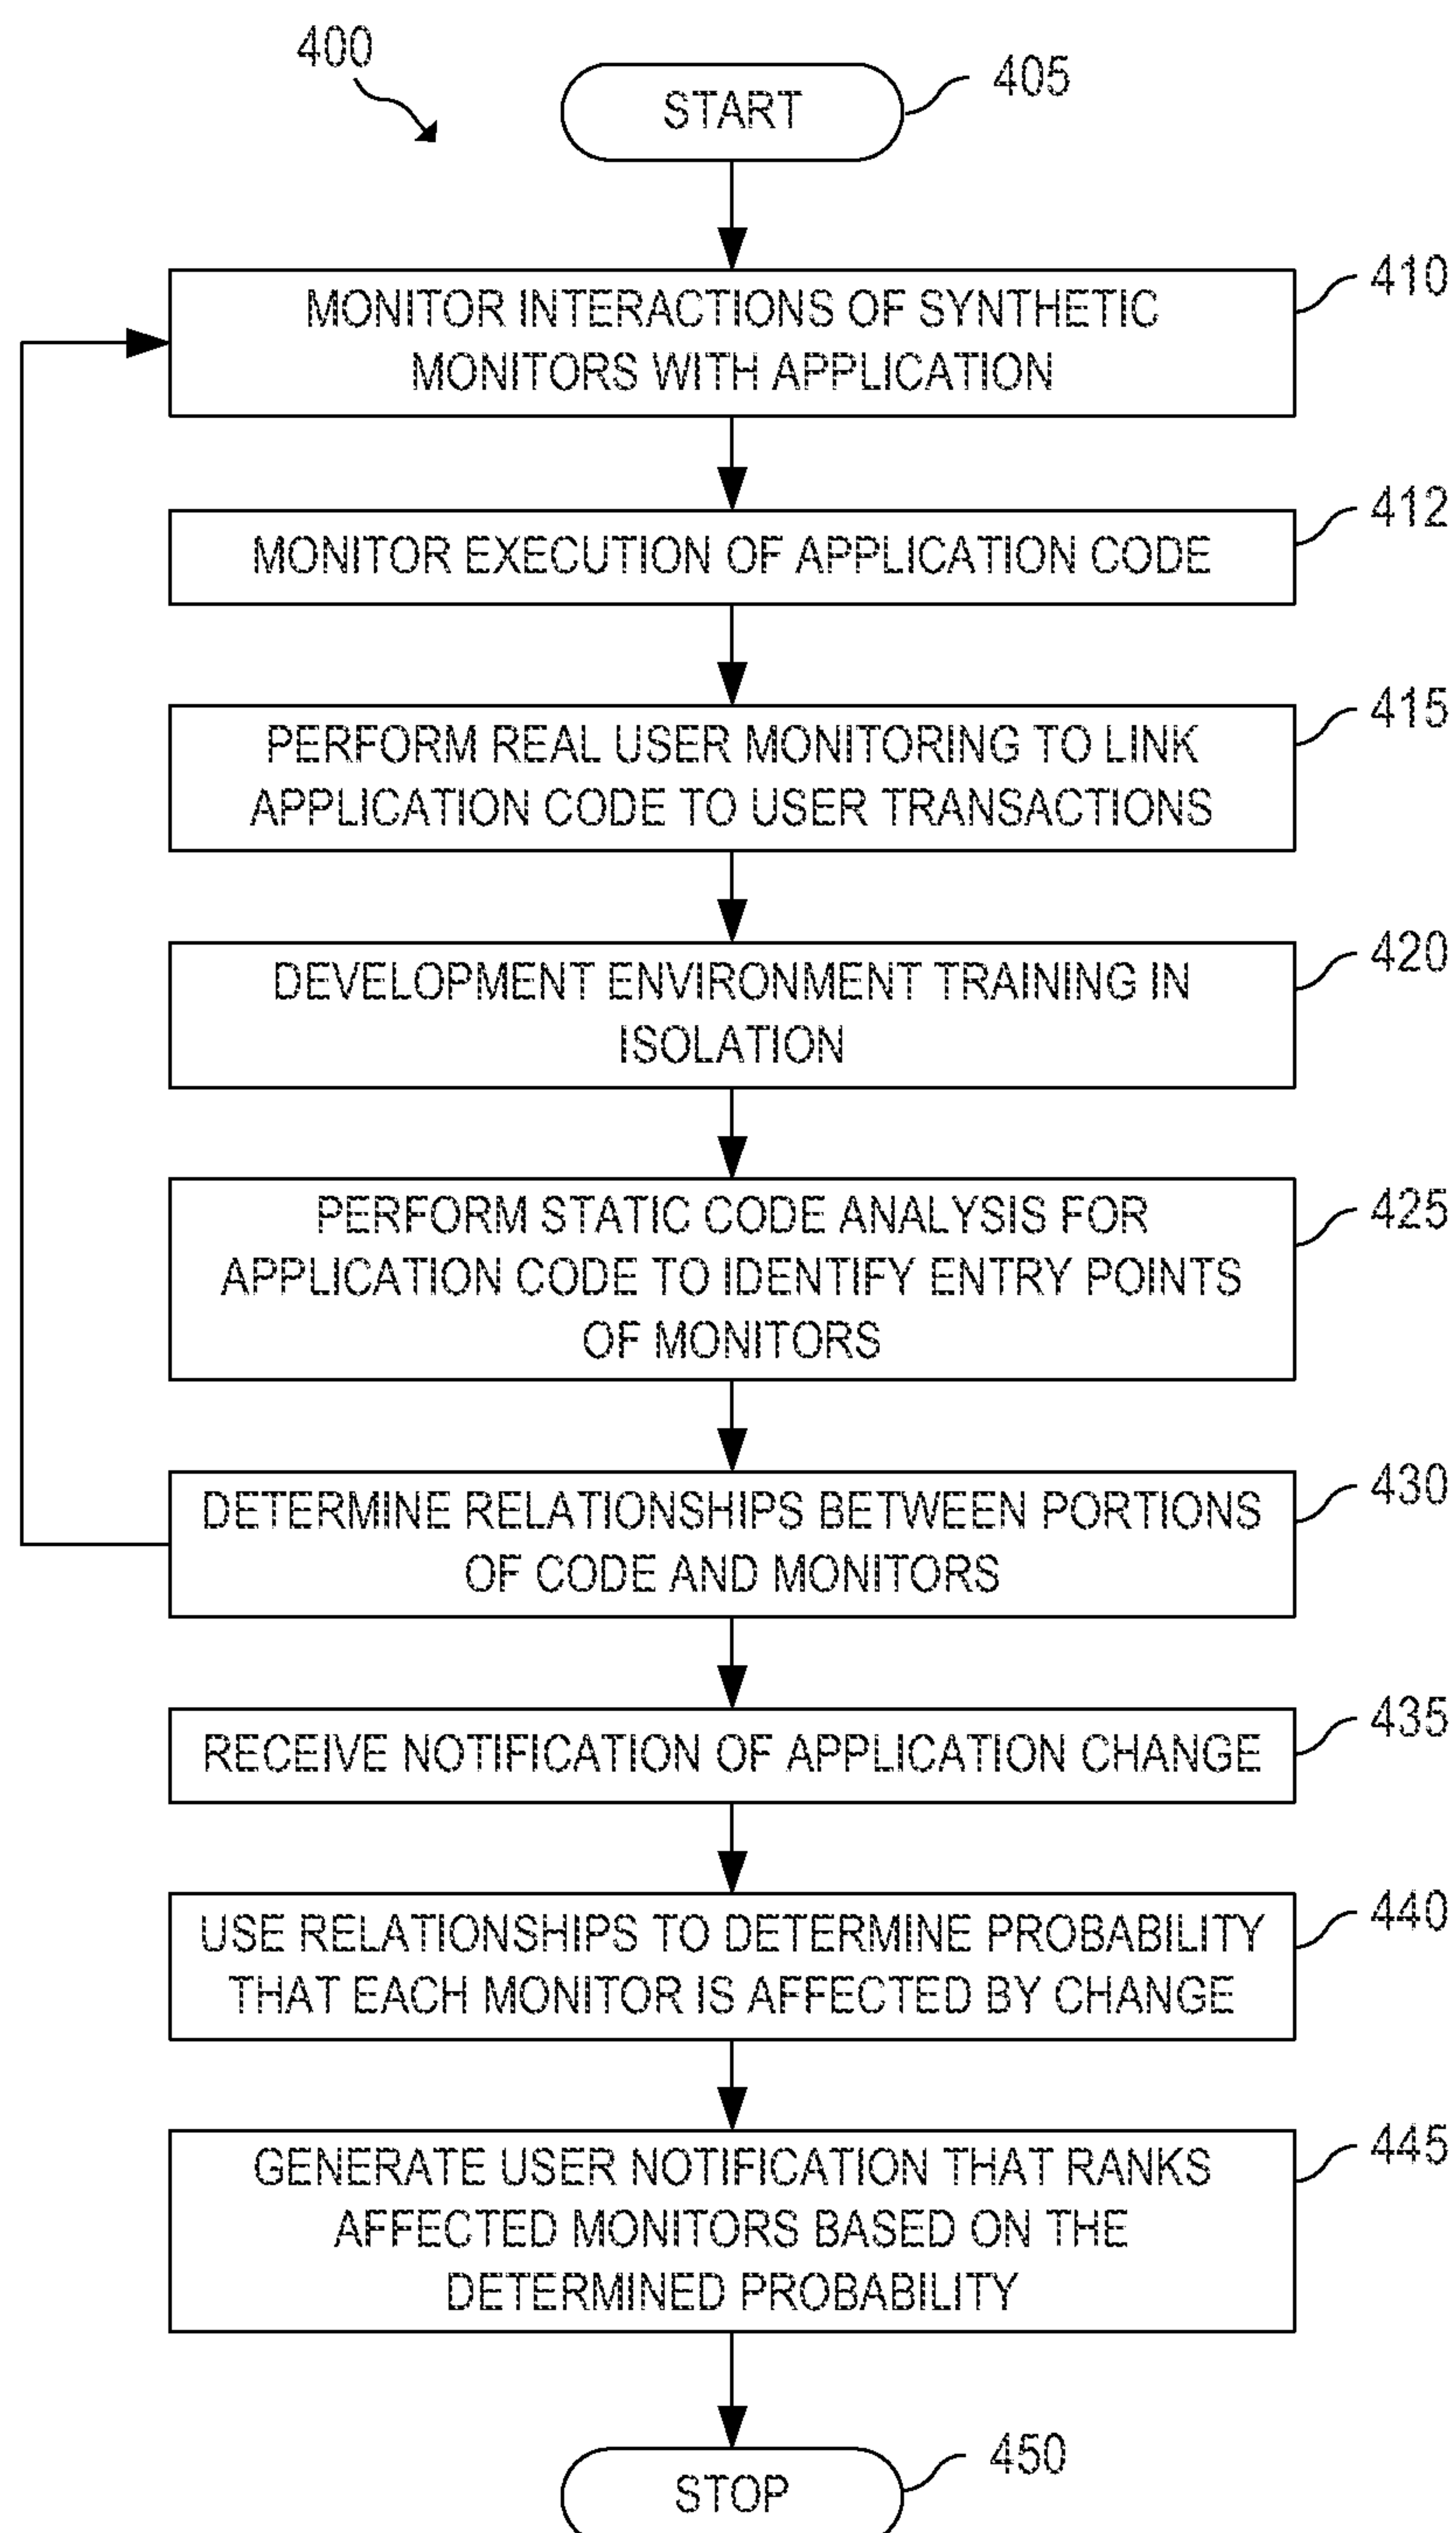 400
START
405
MONITOR INTERACTIONS OF SYNTHETIC
MONITORS WITH APPLICATION
410
MONITOR EXECUTION OF APPLICATION CODE
412
PERFORM REAL USER MONITORING TO LINK
APPLICATION CODE TO USER TRANSACTIONS
415
DEVELOPMENT ENVIRONMENT TRAINING IN
ISOLATION
420
PERFORM STATIC CODE ANALYSIS FOR
APPLICATION CODE TO IDENTIFY ENTRY POINTS
OF MONITORS
425
DETERMINE RELATIONSHIPS BETWEEN PORTIONS
OF CODE AND MONITORS
430
RECEIVE NOTIFICATION OF APPLICATION CHANGE
435
USE RELATIONSHIPS TO DETERMINE PROBABILITY
THAT EACH MONITOR IS AFFECTED BY CHANGE
440
GENERATE USER NOTIFICATION THAT RANKS
AFFECTED MONITORS BASED ON THE
DETERMINED PROBABILITY
445
STOP
450